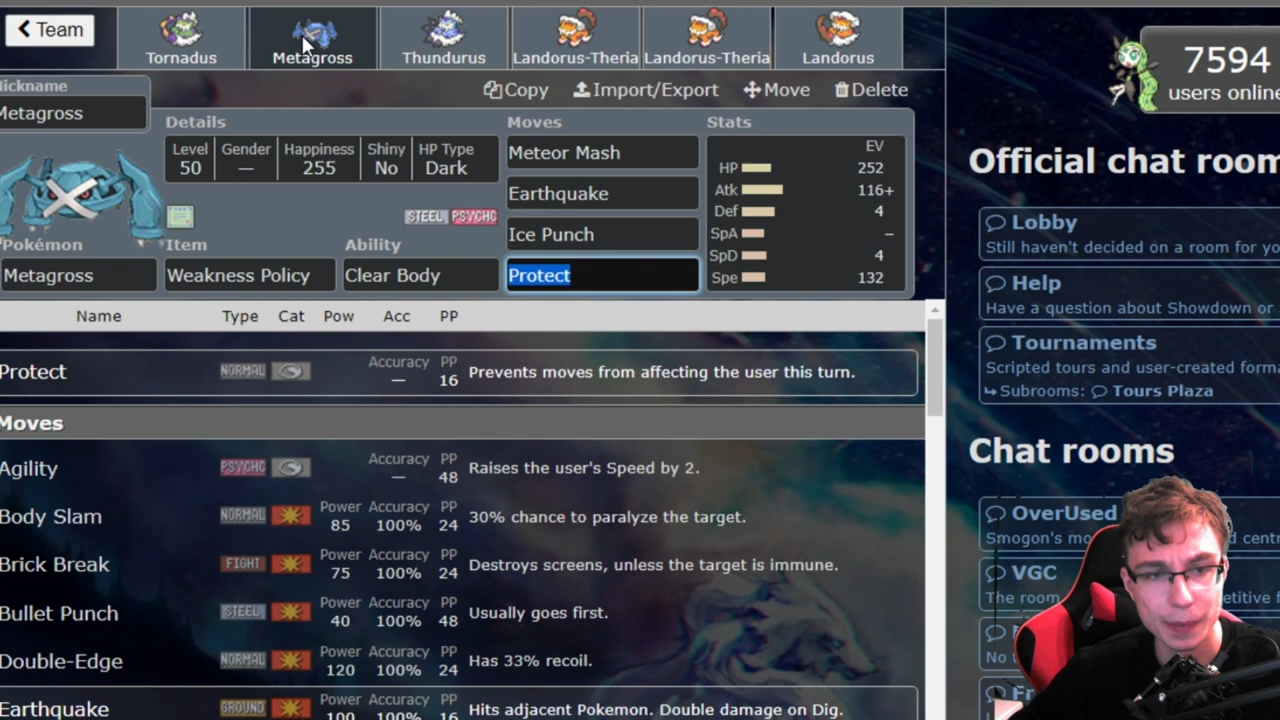 Team
Tornadus
Metagross
Thundurus
Landorus-Theria
Landorus-Theria
Landorus
7594
users online
Nickname
Metagross
Copy
Import/Export
Move
Delete
Details
Level
50
Gender
—
Happiness
255
Shiny
No
HP Type
Dark
STEEL PSYCHC
Pokémon
Metagross
Item
Weakness Policy
Ability
Clear Body
Moves
Meteor Mash
Earthquake
Ice Punch
Protect
Stats
EV
HP 252
Atk 116+
Def 4
SpA –
SpD 4
Spe 132
Name Type Cat Pow Acc PP
Protect NORMAL Accuracy — PP 16 Prevents moves from affecting the user this turn.
Moves
Agility PSYCHC Accuracy — PP 48 Raises the user's Speed by 2.
Body Slam NORMAL Power 85 Accuracy 100% PP 24 30% chance to paralyze the target.
Brick Break FIGHT Power 75 Accuracy 100% PP 24 Destroys screens, unless the target is immune.
Bullet Punch STEEL Power 40 Accuracy 100% PP 48 Usually goes first.
Double-Edge NORMAL Power 120 Accuracy 100% PP 24 Has 33% recoil.
Earthquake GROUND Power 100 Accuracy 100% PP 16 Hits adjacent Pokemon. Double damage on Dig.
Official chat room
Lobby
Still haven't decided on a room for yo
Help
Have a question about Showdown or
Tournaments
Scripted tours and user-created forma
Subrooms: Tours Plaza
Chat rooms
OverUsed
Smogon's mo
centr
VGC
The room
petitive f
No t
Fr